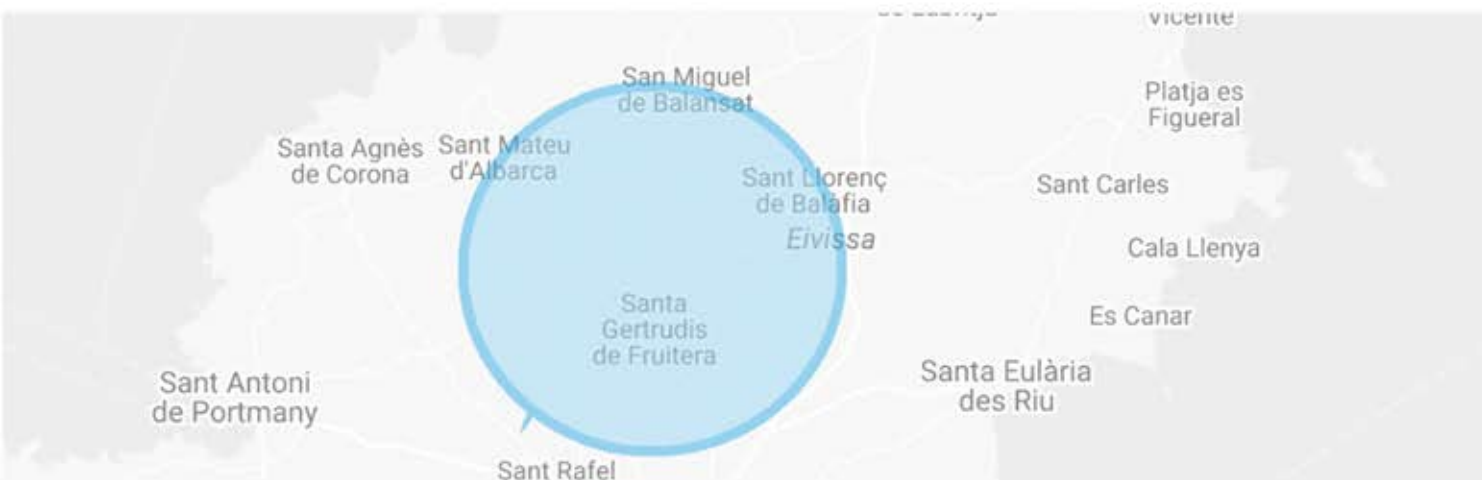 Vicente
San Miguel
de Balansat
Platja es
Figueral
Santa Agnès
de Corona
Sant Mateu
d'Albarca
Sant Llorenç
de Balàfia
Sant Carles
Eivissa
Cala Llenya
Santa
Gertrudis
de Fruitera
Es Canar
Sant Antoni
de Portmany
Santa Eulària
des Riu
Sant Rafel